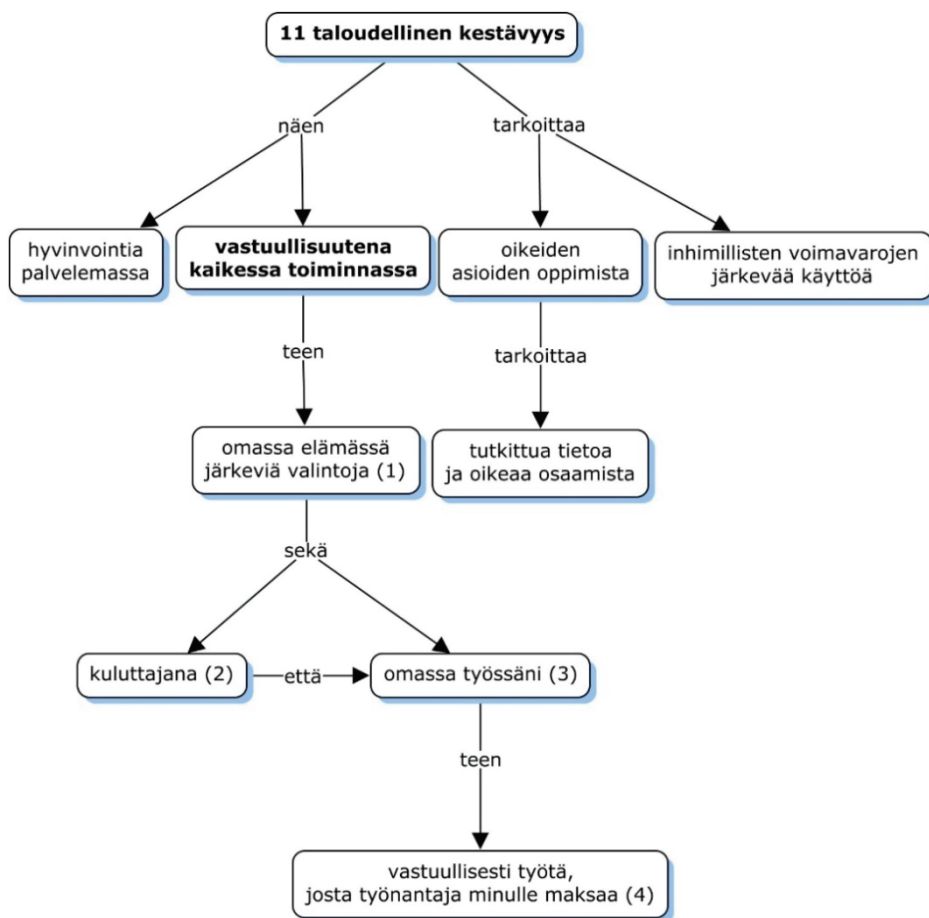 11 taloudellinen kestävyys
näen
tarkoittaa
hyvinvointia
palvelemassa
vastuullisuutena
kaikessa toiminnassa
oikeiden
asioiden oppimista
inhimillisten voimavarojen
järkevää käyttöä
teen
tarkoittaa
omassa elämässä
järkeviä valintoja (1)
tutkittua tietoa
ja oikeaa osaamista
sekä
kuluttajana (2)
että
omassa työssäni (3)
teen
vastuullisesti työtä,
josta työnantaja minulle maksaa (4)